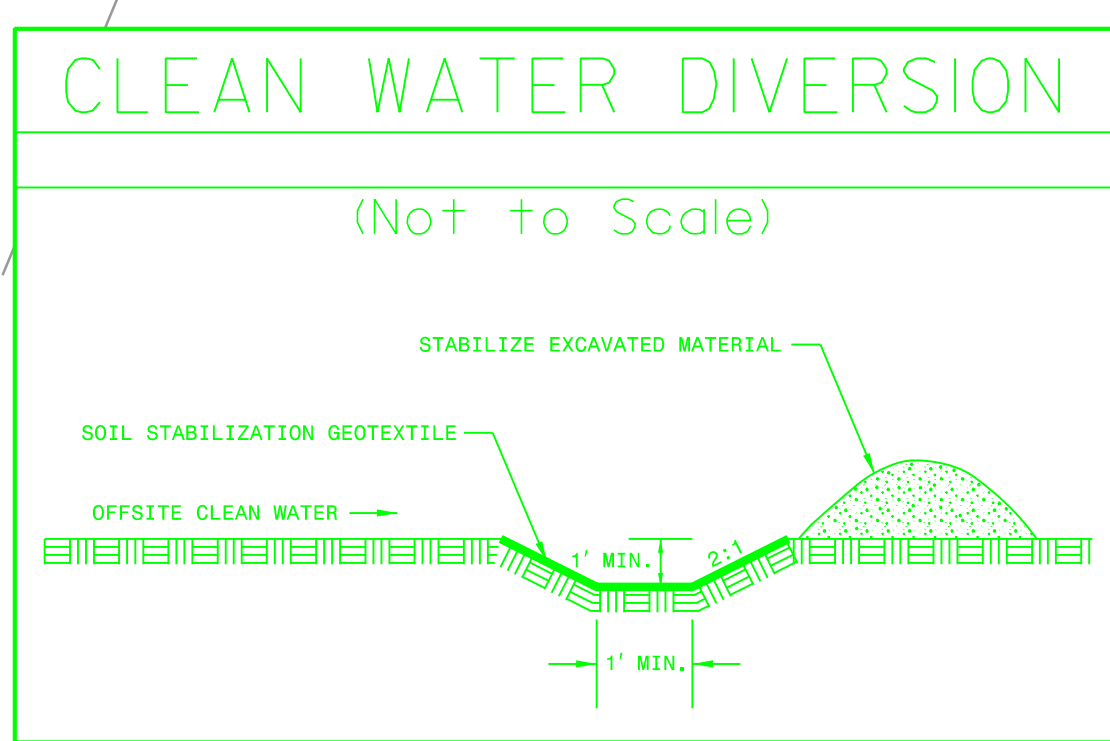 CLEAN WATER DIVERSION
(Not to Scale)
STABILIZE EXCAVATED MATERIAL
SOIL STABILIZATION GEOTEXTILE
OFFSITE CLEAN WATER
1' MIN.
2:1
1' MIN.